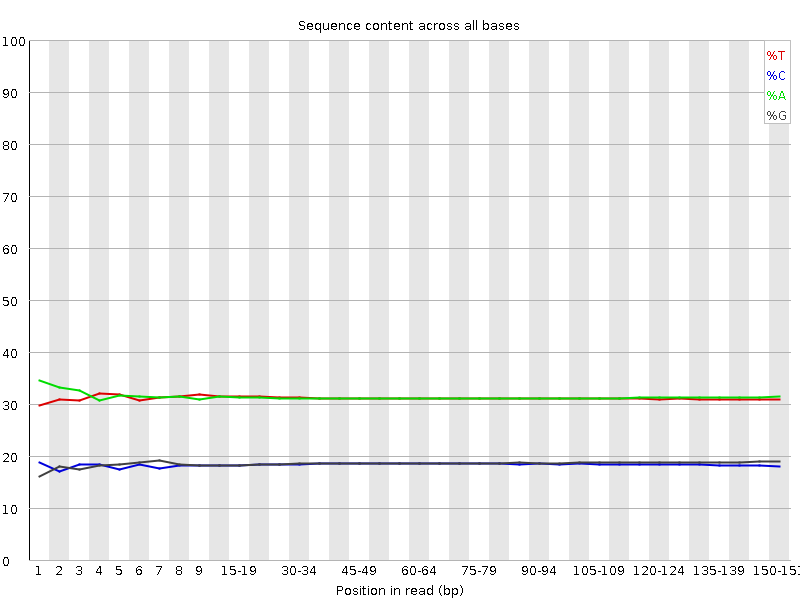 Sequence content across all bases
%T
%C
%A
%G
100
90
80
70
60
50
40
30
20
10
0
1 2 3 4 5 6 7 8 9 15-19 30-34 45-49 60-64 75-79 90-94 105-109 120-124 135-139 150-151
Position in read (bp)